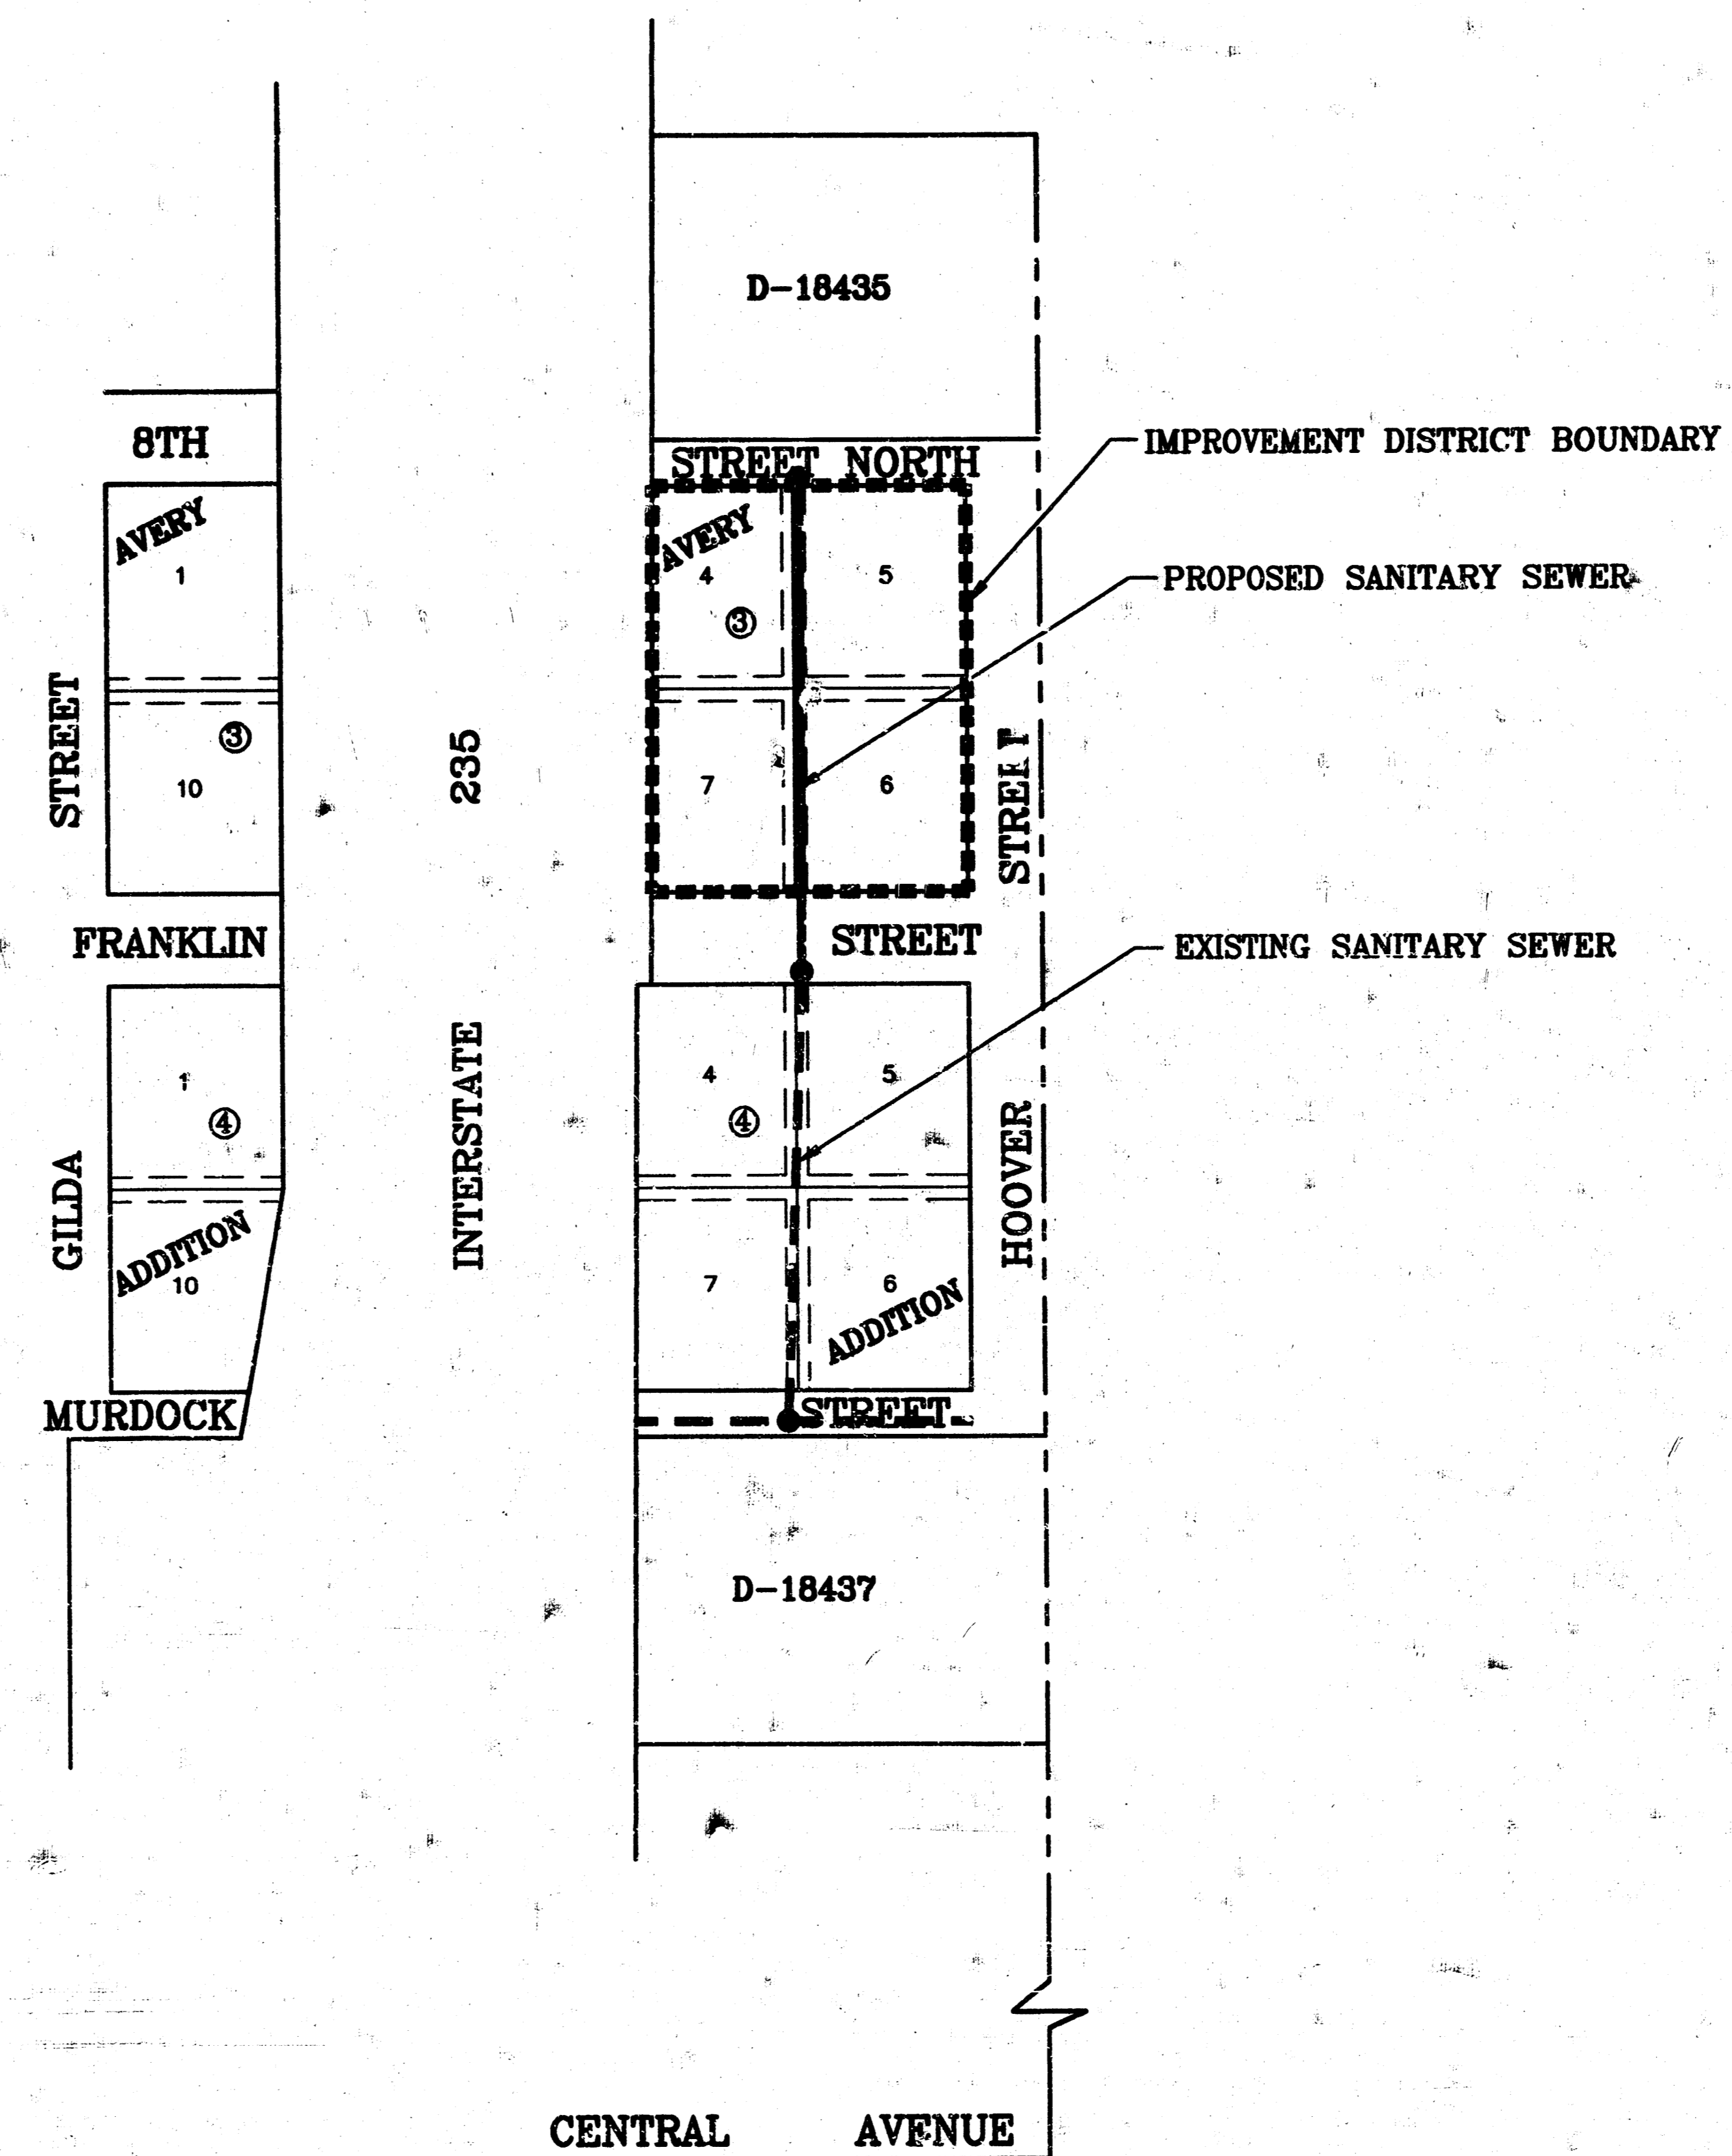 D-18435
8TH
STREET NORTH
IMPROVEMENT DISTRICT BOUNDARY
AVERY
1
AVERY
4
5
PROPOSED SANITARY SEWER
3
STREET
3
10
235
7
6
STREET
FRANKLIN
STREET
EXISTING SANITARY SEWER
1
4
4
5
4
GILDA
INTERSTATE
HOOVER
ADDITION
10
7
6
ADDITION
MURDOCK
STREET
D-18437
CENTRAL AVENUE